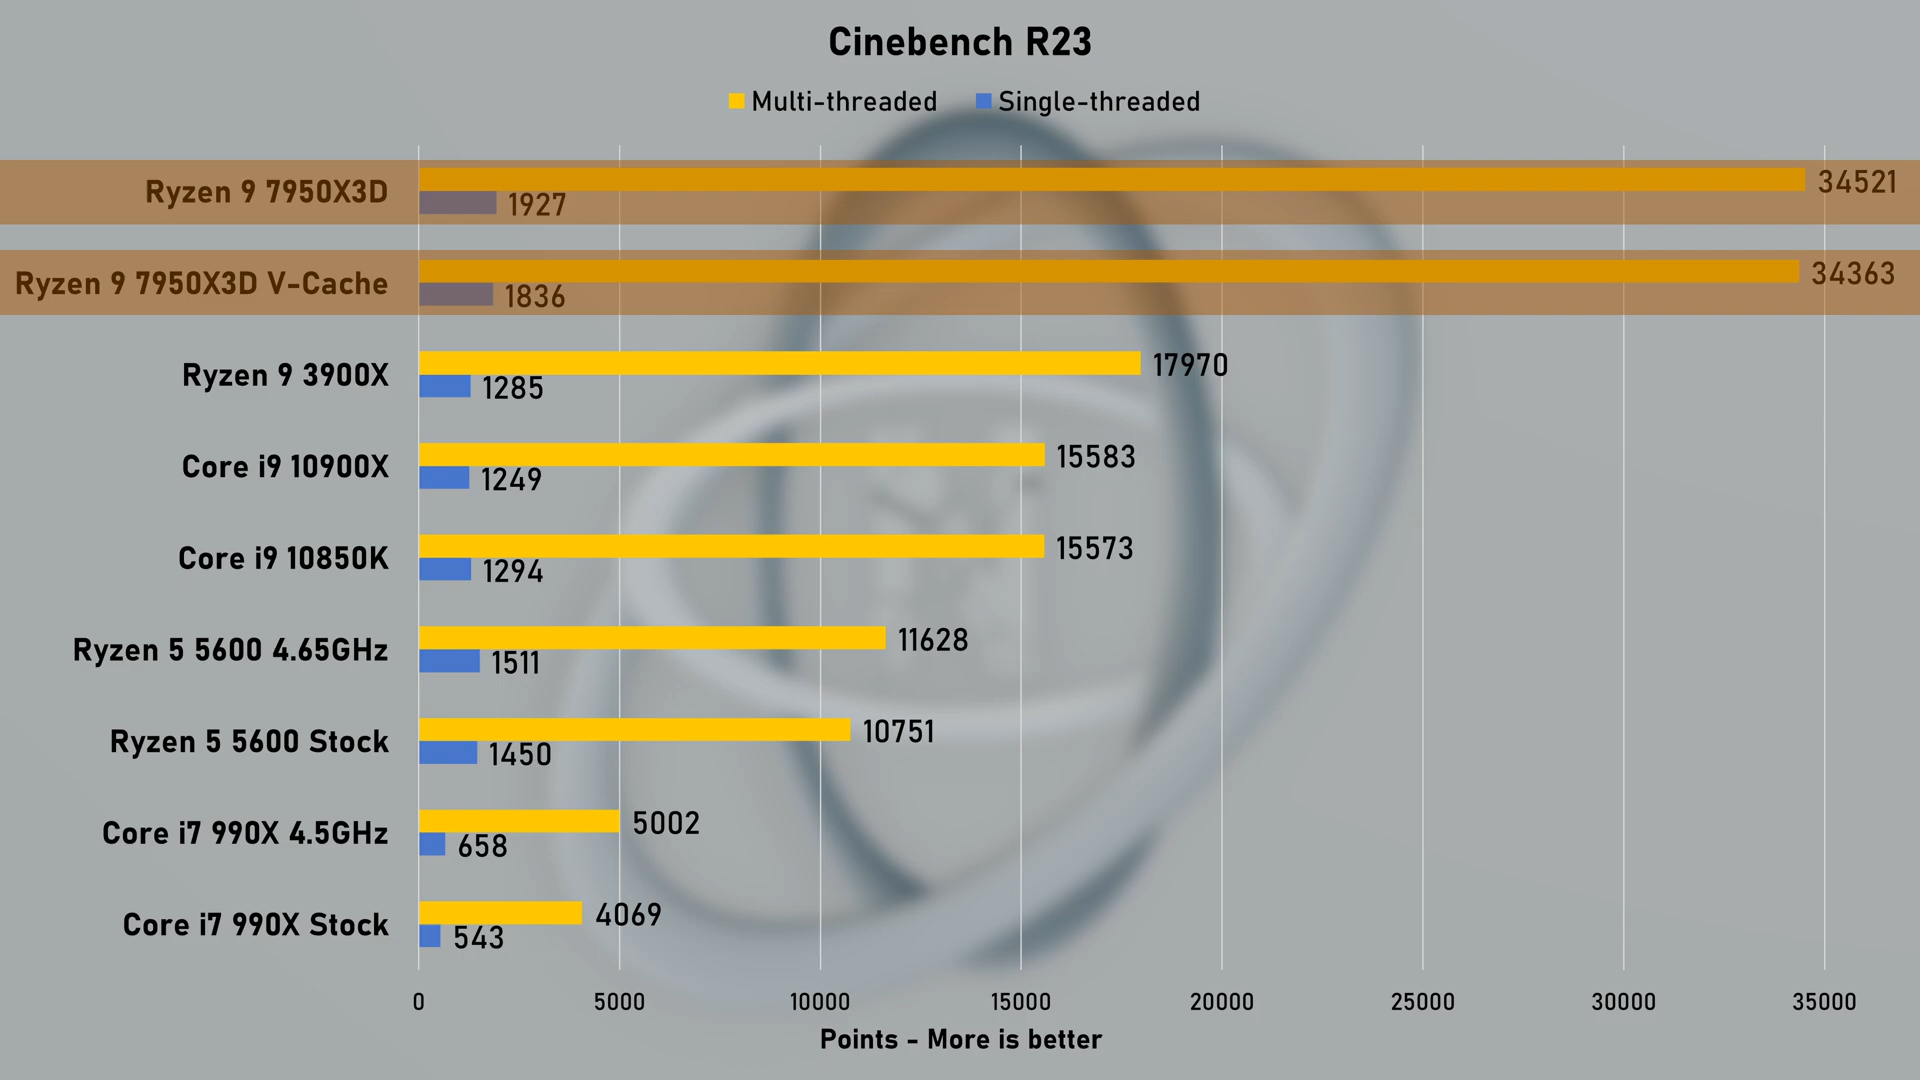 Cinebench R23
Multi-threaded Single-threaded
Ryzen 9 7950X3D 34521
1927
Ryzen 9 7950X3D V-Cache 34363
1836
Ryzen 9 3900X 17970
1285
Core i9 10900X 15583
1249
Core i9 10850K 15573
1294
Ryzen 5 5600 4.65GHz 11628
1511
Ryzen 5 5600 Stock 10751
1450
Core i7 990X 4.5GHz 5002
658
Core i7 990X Stock 4069
543
0 5000 10000 15000 20000 25000 30000 35000
Points - More is better